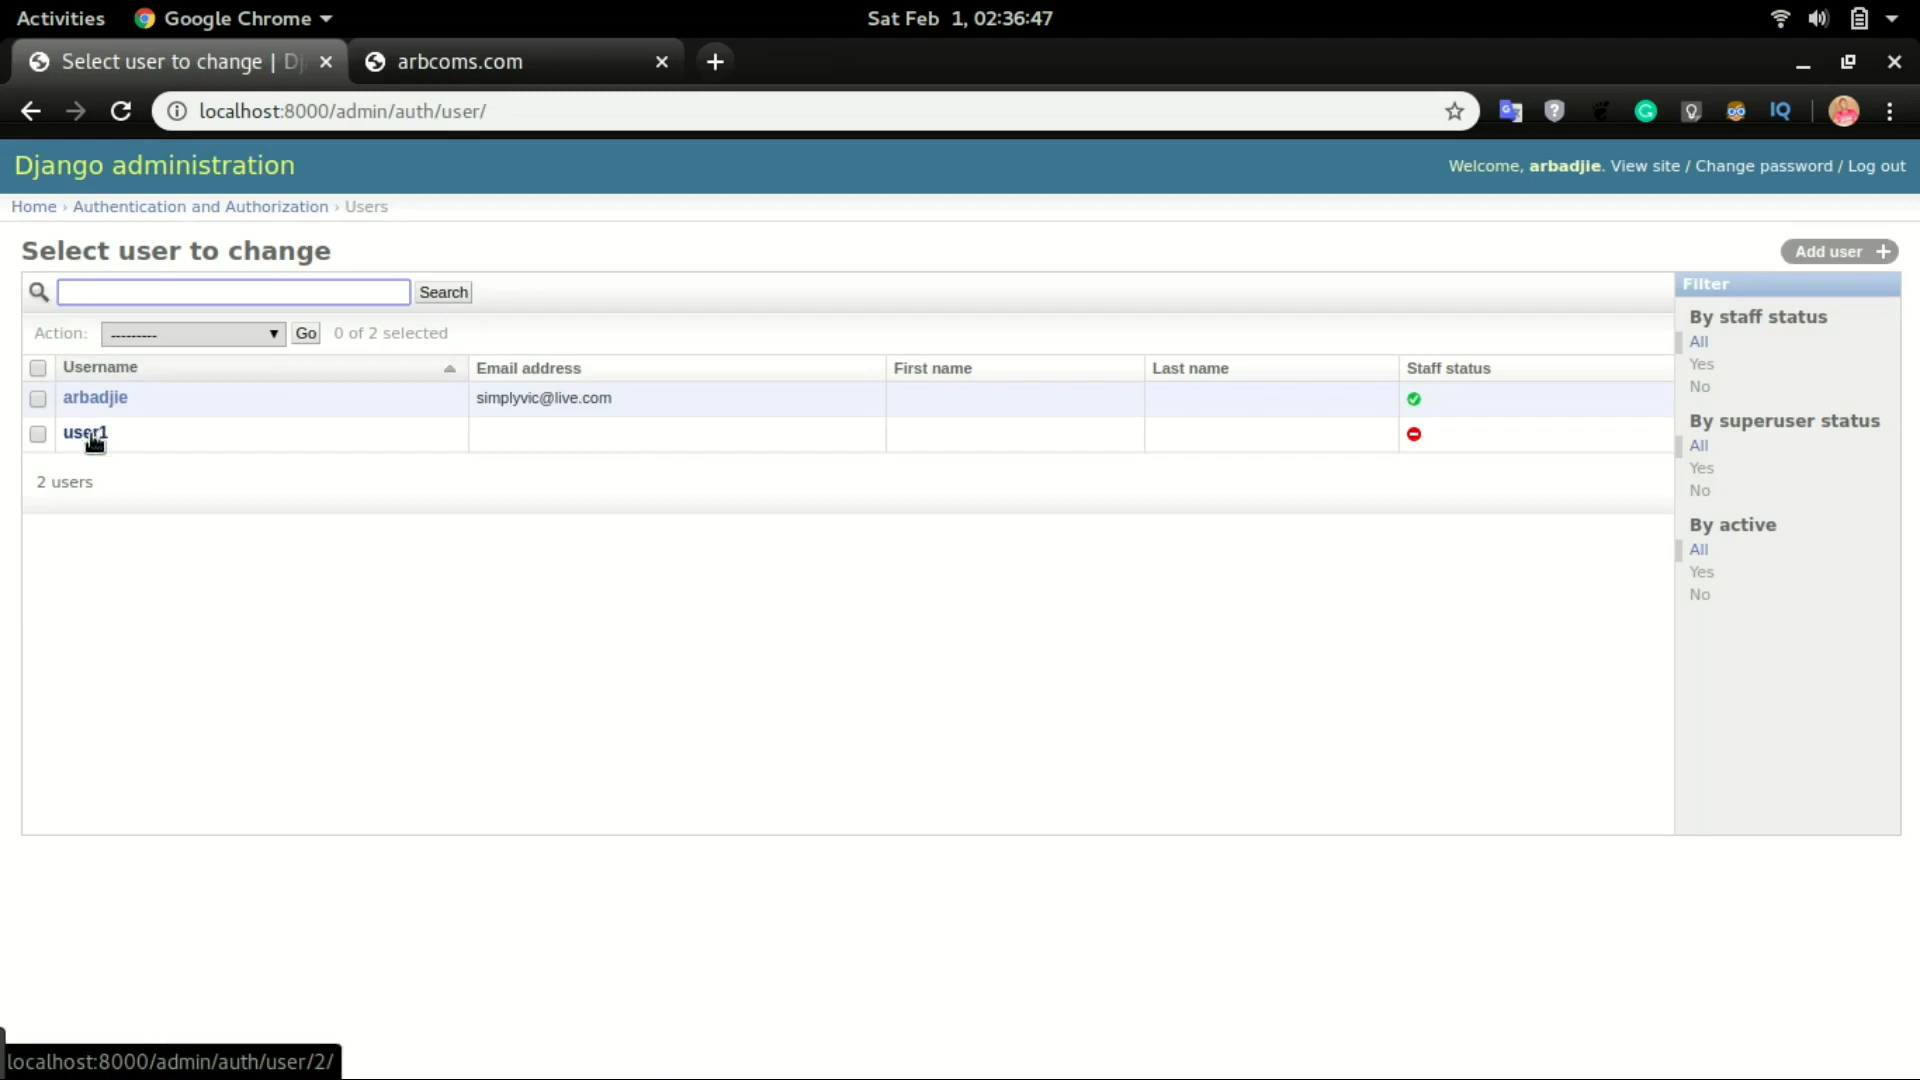 Activities Google Chrome Sat Feb 1, 02:36:47
Select user to change | Dj arbcoms.com
localhost:8000/admin/auth/user/
IQ
Django administration
Welcome, arbadjie. View site / Change password / Log out
Home › Authentication and Authorization › Users
Select user to change
Add user +
Search
Action: --------- Go 0 of 2 selected
Username Email address First name Last name Staff status
arbadjie simplyvic@live.com
user1
2 users
Filter
By staff status
All
Yes
No
By superuser status
All
Yes
No
By active
All
Yes
No
localhost:8000/admin/auth/user/2/